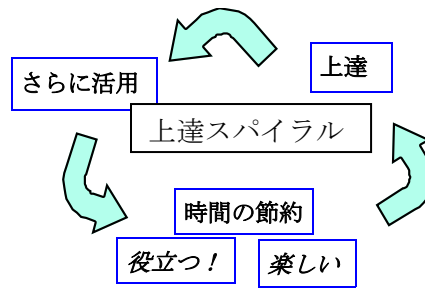 上達
さらに活用
上達スパイラル
時間の節約
役立つ！
楽しい